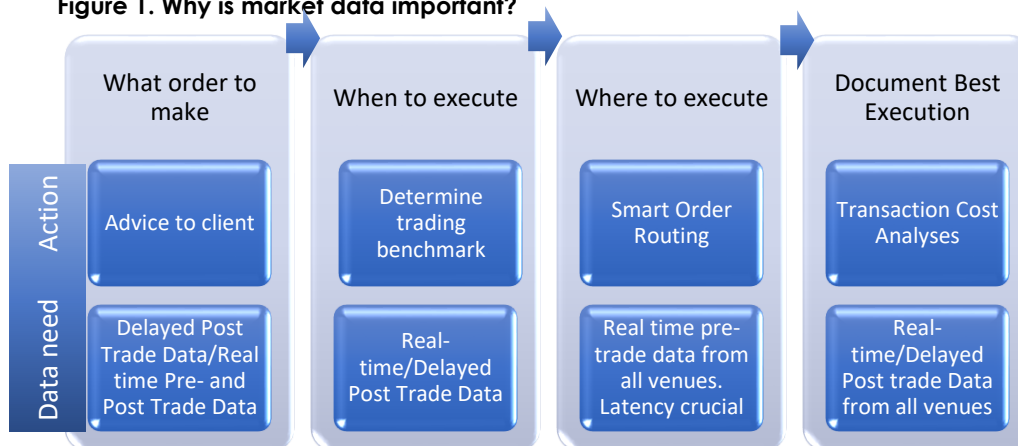 Figure 1. Why is market data important?
What order to
make
When to execute
Where to execute
Document Best
Execution
Action
Advice to client
Determine
trading
benchmark
Smart Order
Routing
Transaction Cost
Analyses
Data need
Delayed Post
Trade Data/Real
time Pre- and
Post Trade Data
Real-
time/Delayed
Post Trade Data
Real time pre-
trade data from
all venues.
Latency crucial
Real-
time/Delayed
Post trade Data
from all venues